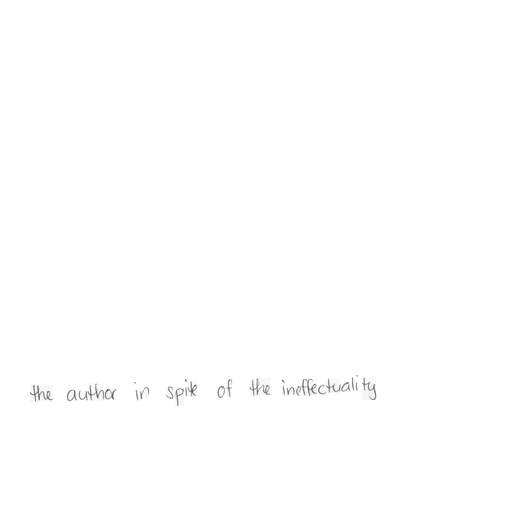 the author in spite of the ineffectuality